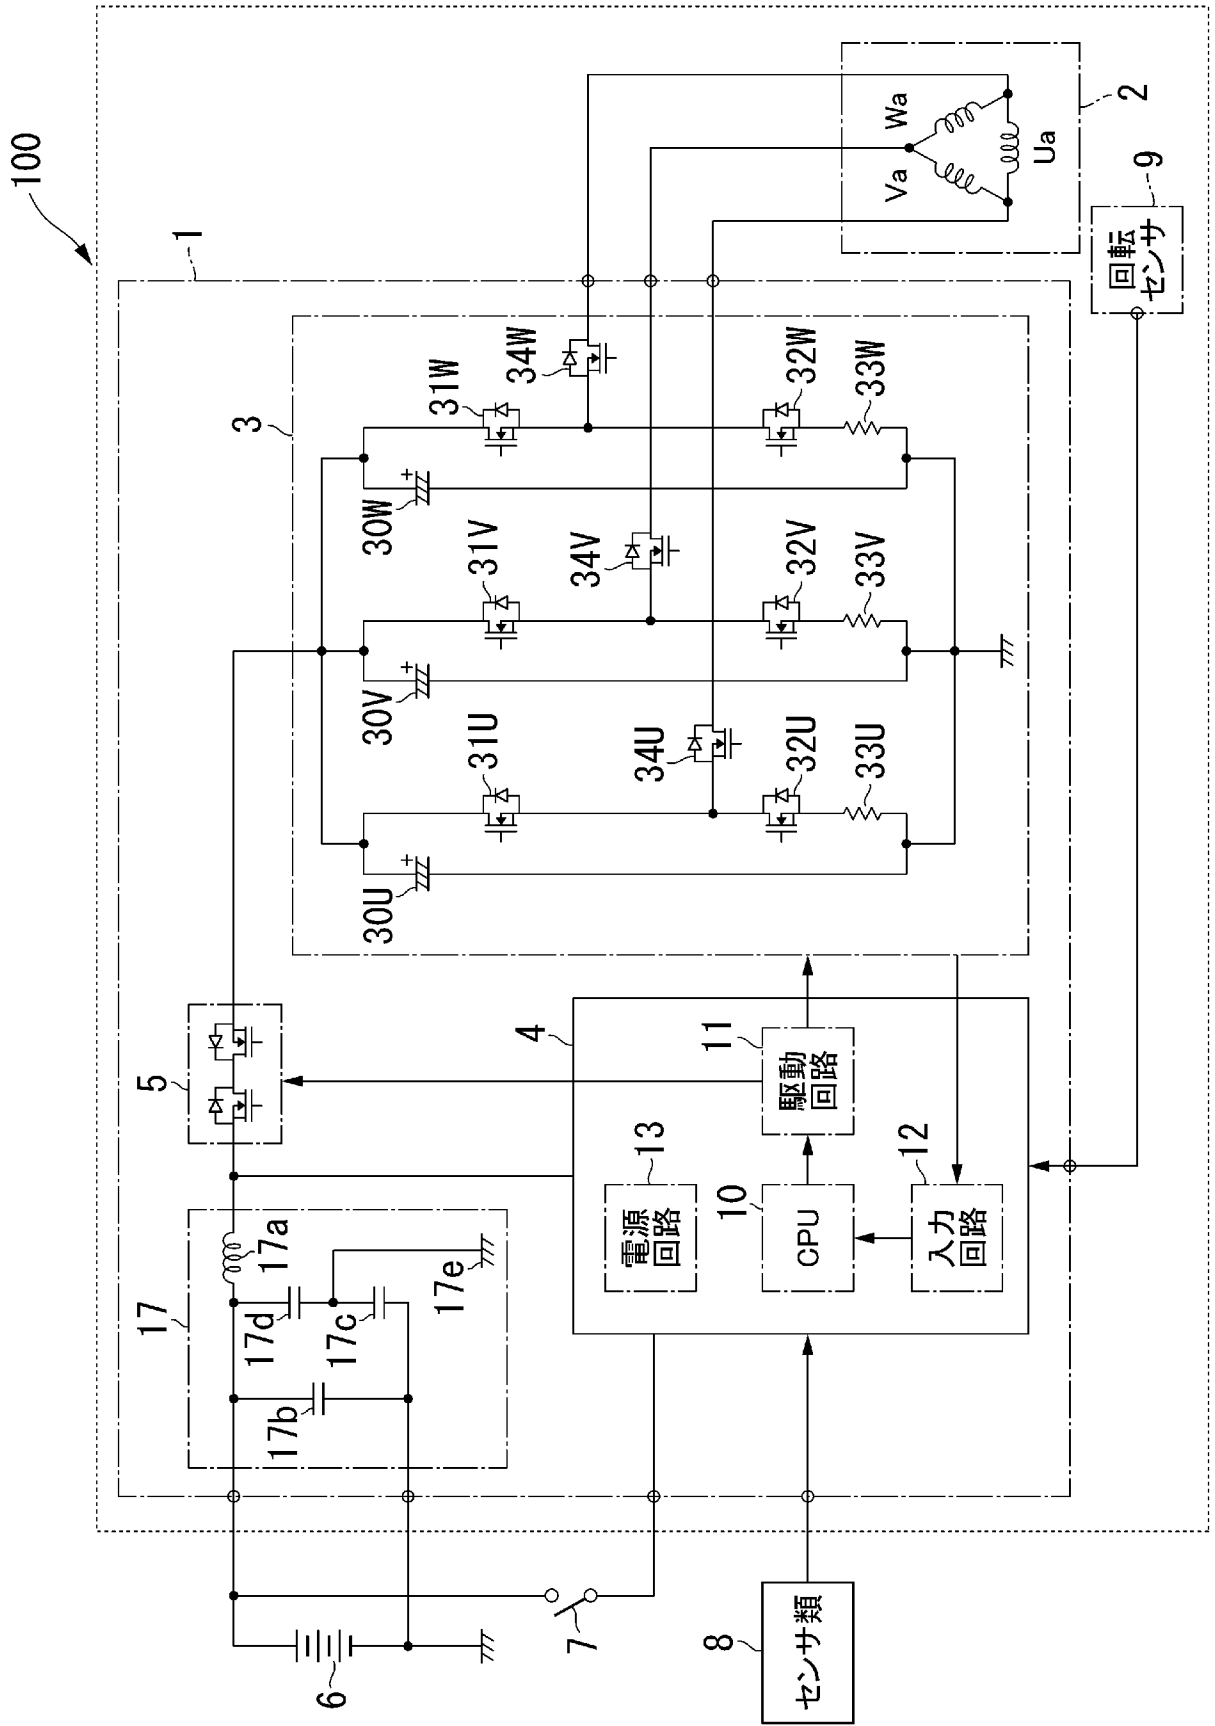 100
1
17
17a
17b
17c
17d
17e
5
3
30U
30V
30W
31U
31V
31W
34U
34V
34W
32U
32V
32W
33U
33V
33W
+
+
+
Va
Wa
Ua
2
回転
センサ
9
4
電源
回路
13
CPU
10
駆動
回路
11
入力
回路
12
6
7
センサ類
8